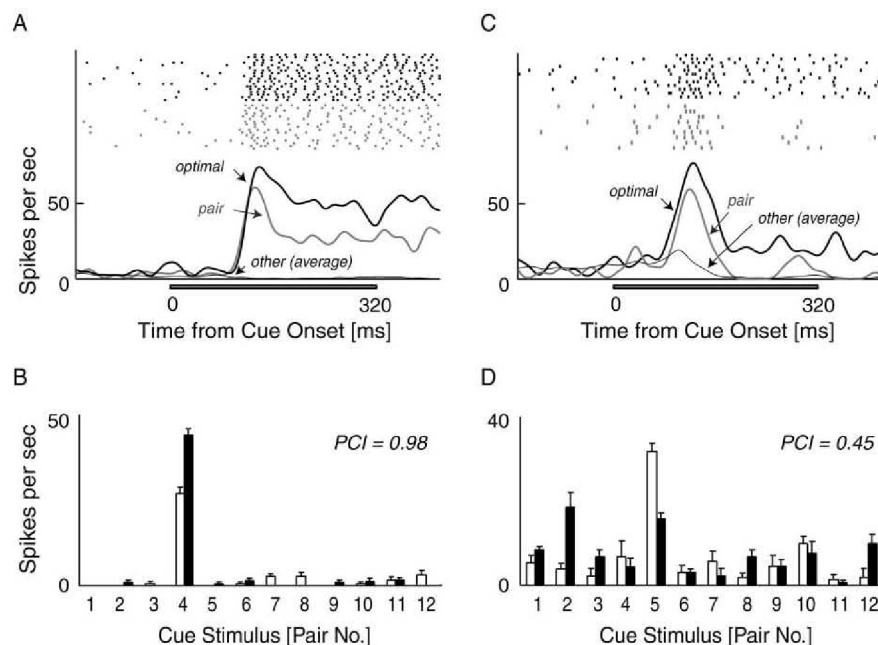 A
optimal
pair
other (average)
Spikes per sec
50
0
0 320
Time from Cue Onset [ms]
C
optimal
pair
other (average)
50
0
0 320
Time from Cue Onset [ms]
B
Spikes per sec
50
0
PCI = 0.98
1 2 3 4 5 6 7 8 9 10 11 12
Cue Stimulus [Pair No.]
D
40
0
PCI = 0.45
1 2 3 4 5 6 7 8 9 10 11 12
Cue Stimulus [Pair No.]